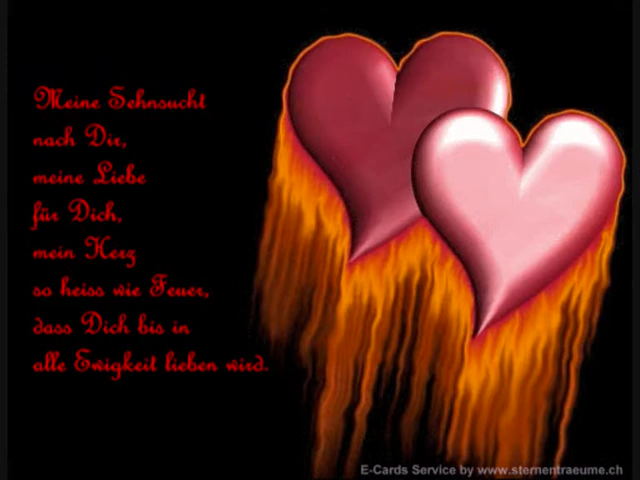 Meine Sehnsucht
nach Dir,
meine Liebe
für Dich,
mein Herz
so heiss wie Feuer,
dass Dich bis in
alle Ewigkeit lieben wird.
E-Cards Service by www.sternentraeume.ch